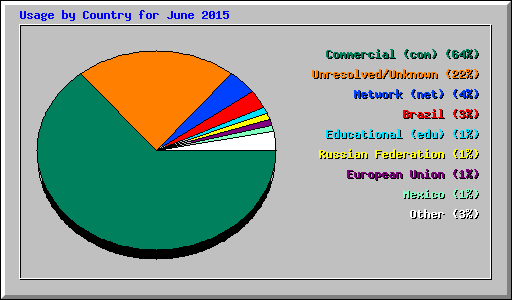 Usage by Country for June 2015
Commercial (com) (64%)
Unresolved/Unknown (22%)
Network (net) (4%)
Brazil (3%)
Educational (edu) (1%)
Russian Federation (1%)
European Union (1%)
Mexico (1%)
Other (3%)